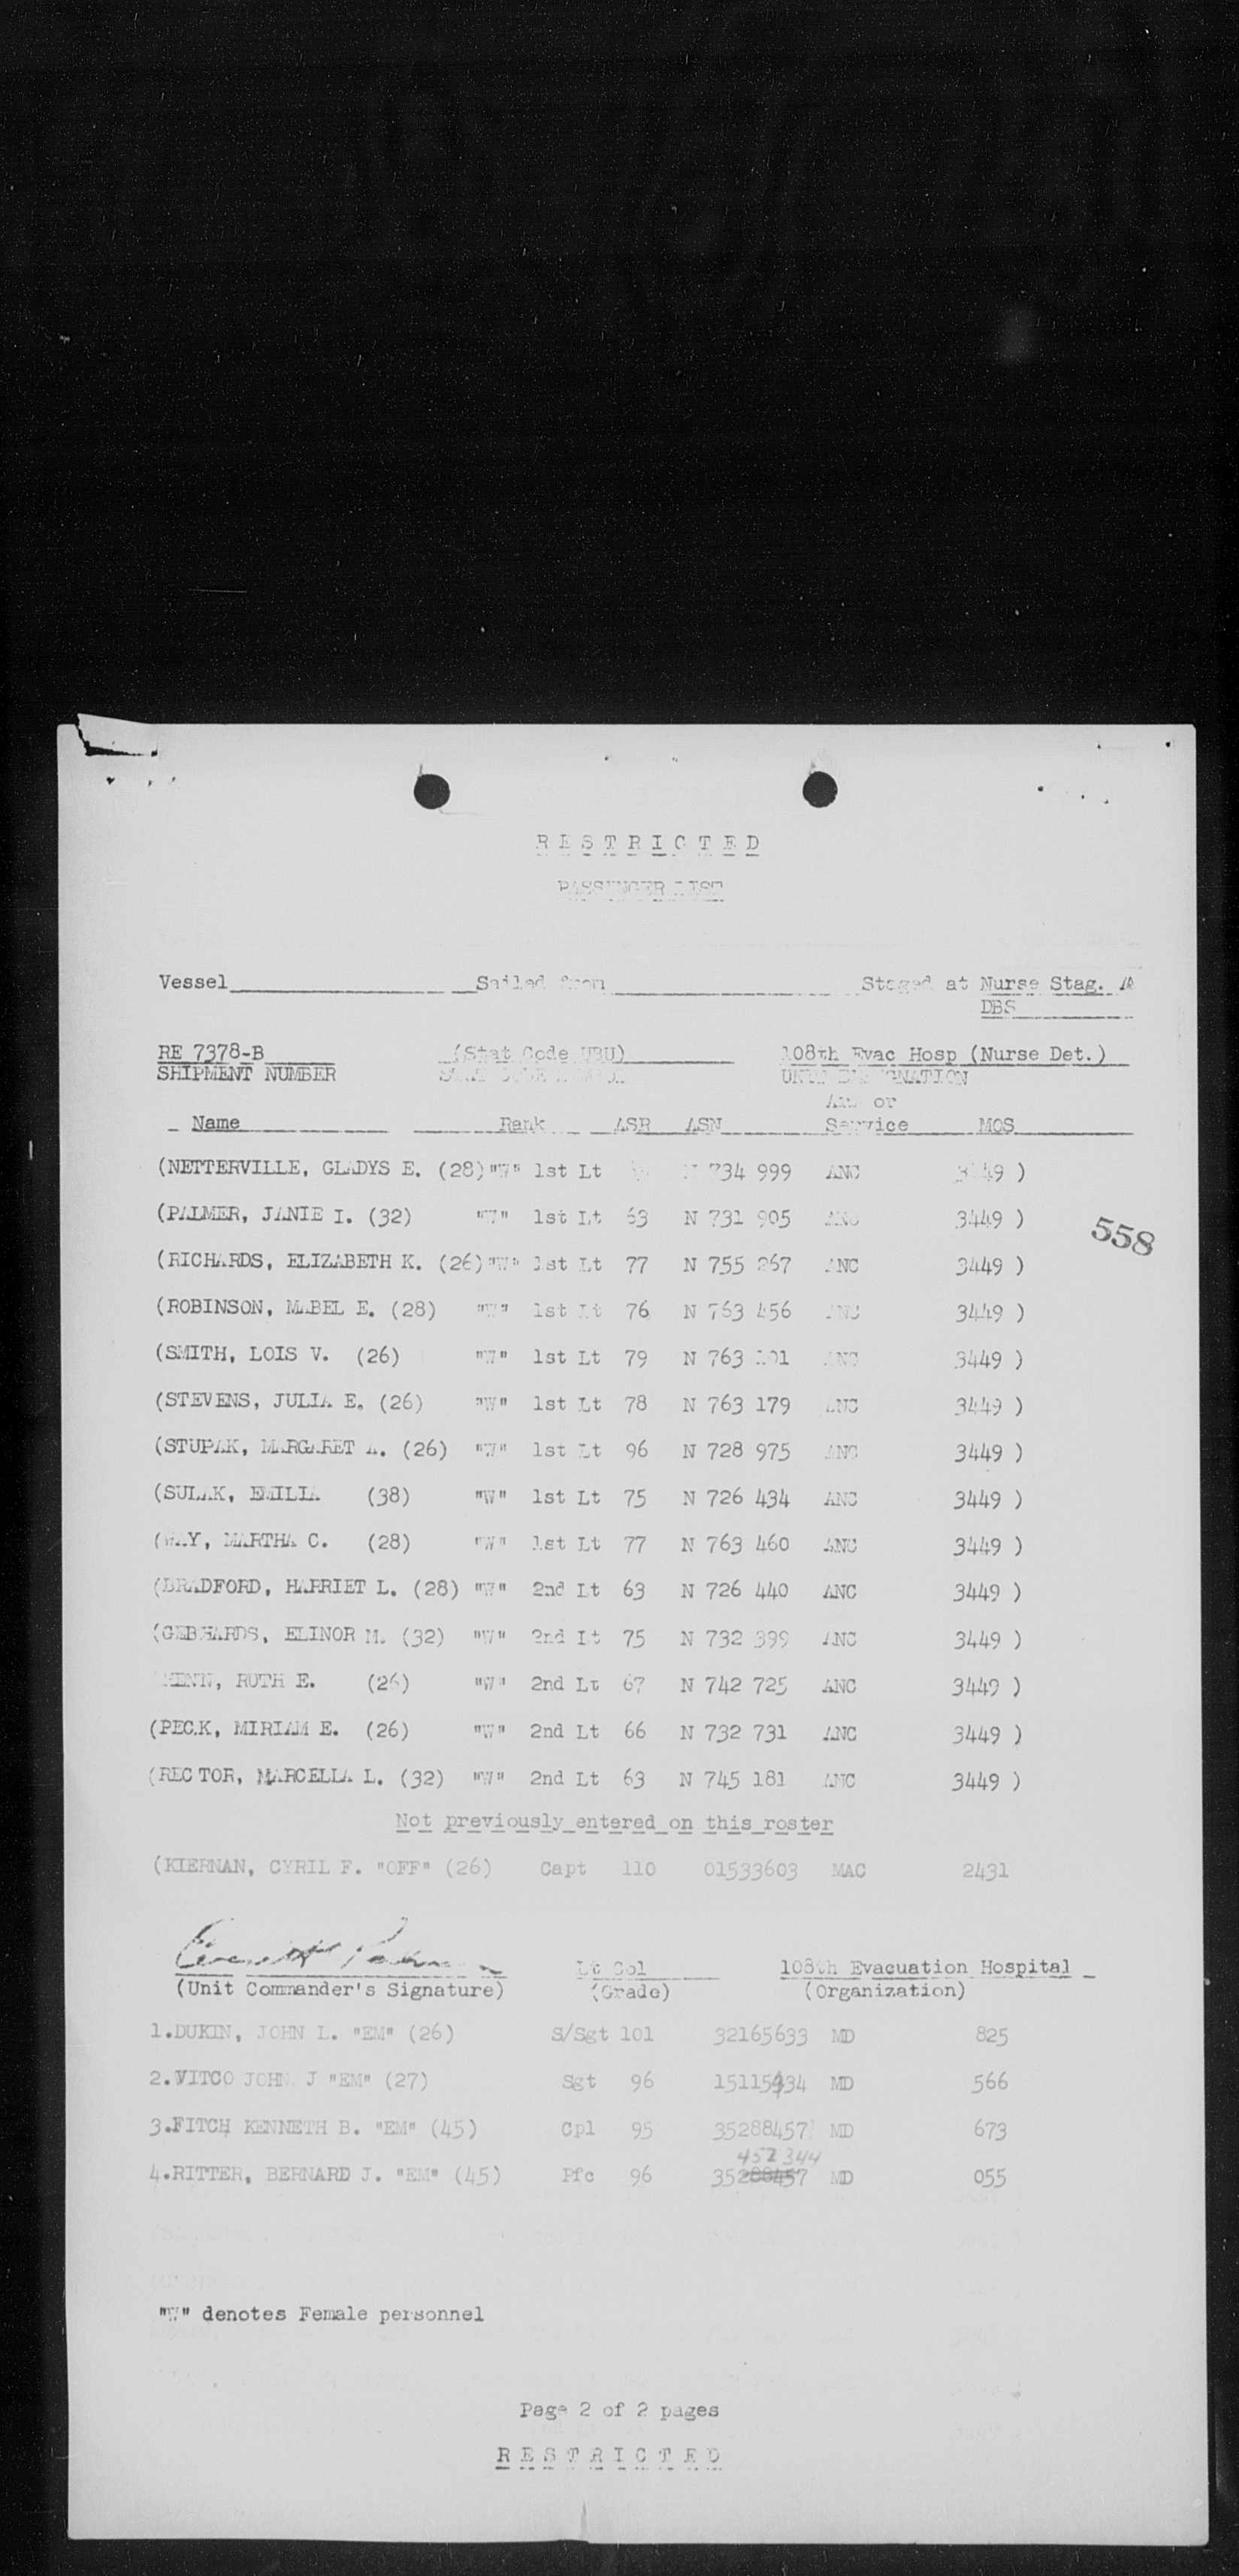 RESTRICTED
PASSENGER LIST
Vessel Sailed from Staged at Nurse Stag. A
DBS
RE 7378-B (Stat Code UBU) 108th Evac Hosp (Nurse Det.)
SHIPMENT NUMBER UNIT DESIGNATION
Arm or
Name Rank ASR ASN Service MOS
(NETTERVILLE, GLADYS E. (28) "W" 1st Lt 734 999 ANC 3449 )
(PALMER, JANIE I. (32) "W" 1st Lt 63 N 731 905 ANC 3449 )
558
(RICHARDS, ELIZABETH K. (26) "W" 1st Lt 77 N 755 267 ANC 3449 )
(ROBINSON, MABEL E. (28) "W" 1st Lt 76 N 763 456 ANC 3449 )
(SMITH, LOIS V. (26) "W" 1st Lt 79 N 763 ANC 3449 )
(STEVENS, JULIA E. (26) "W" 1st Lt 78 N 763 179 ANC 3449 )
(STUPAK, MARGARET A. (26) "W" 1st Lt 96 N 728 975 ANC 3449 )
(SULAK, EMILIA (38) "W" 1st Lt 75 N 726 434 ANC 3449 )
(WAY, MARTHA C. (28) "W" 1st Lt 77 N 763 460 ANC 3449 )
(BRADFORD, HARRIET L. (28) "W" 2nd Lt 63 N 726 440 ANC 3449 )
(GEBHARDS, ELINOR M. (32) "W" 2nd Lt 75 N 732 399 ANC 3449 )
RUTH E. (26) "W" 2nd Lt 67 N 742 725 ANC 3449 )
(PECK, MIRIAM E. (26) "W" 2nd Lt 66 N 732 731 ANC 3449 )
(RECTOR, MARCELLA L. (32) "W" 2nd Lt 63 N 745 181 ANC 3449 )
Not previously entered on this roster
(KIERNAN, CYRIL F. "OFF" (26) Capt 110 01533603 MAC 2431
Lt Col 108th Evacuation Hospital
(Unit Commander's Signature) (Grade) (Organization)
1.DUKIN, JOHN L. "EM" (26) S/Sgt 101 32165633 MD 825
2.VITCO JOHN J "EM" (27) Sgt 96 15115934 MD 566
3.FITCH KENNETH B. "EM" (45) Cpl 95 35288457 MD 673
457344
4.RITTER, BERNARD J. "EM" (45) Pfc 96 35288457 MD 055
"W" denotes Female personnel
Page 2 of 2 pages
RESTRICTED